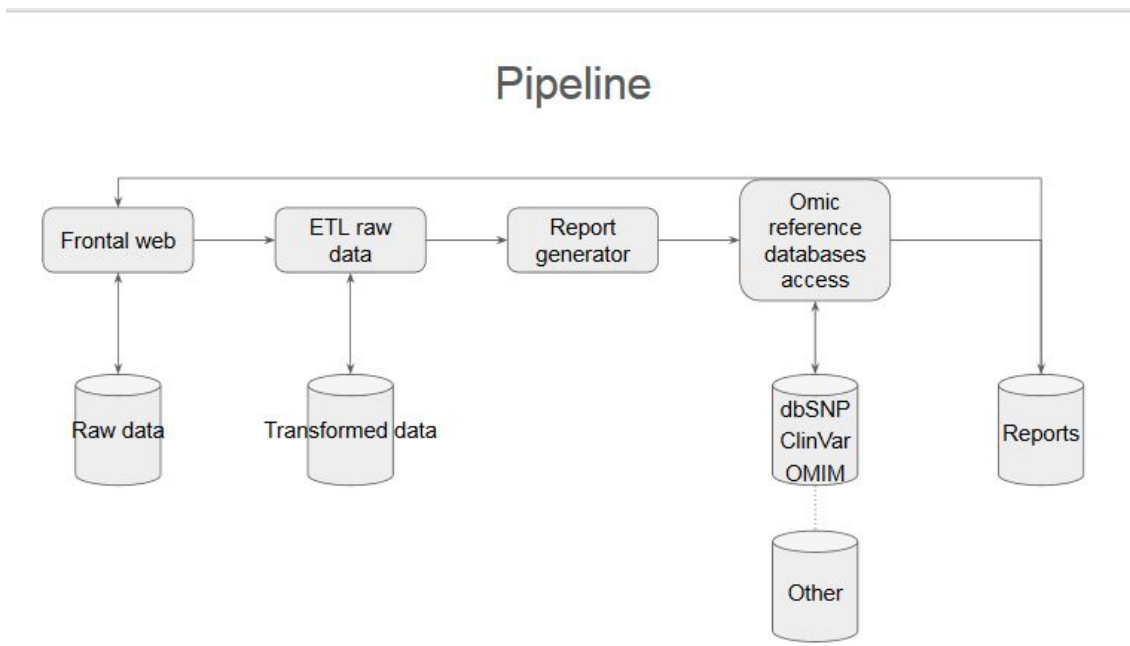 Pipeline
Frontal web
ETL raw
data
Report
generator
Omic
reference
databases
access
Raw data
Transformed data
dbSNP
ClinVar
OMIM
Reports
Other